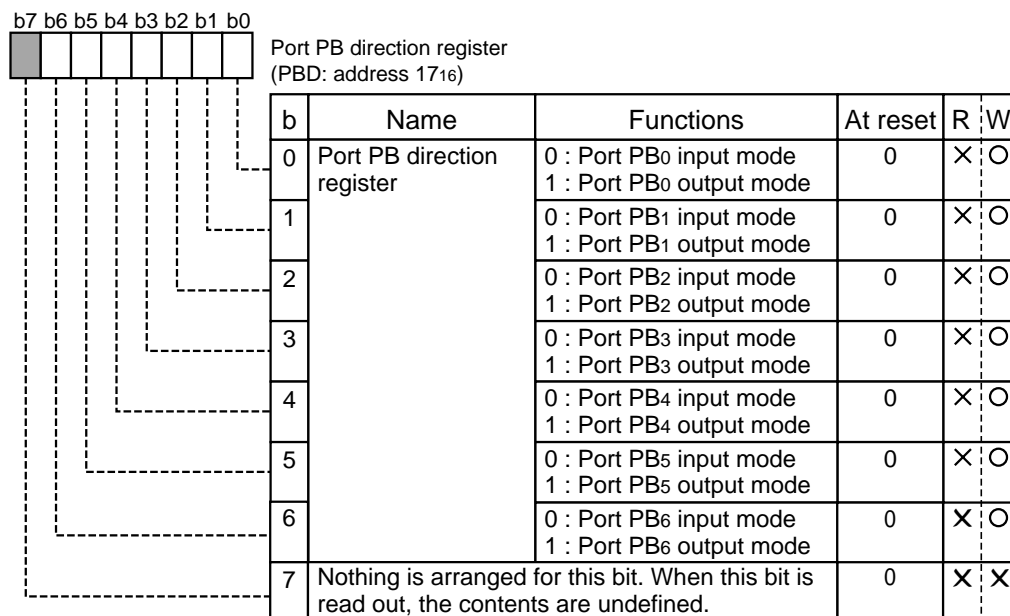 b7 b6 b5 b4 b3 b2 b1 b0
Port PB direction register
(PBD: address 1716)
b Name Functions At reset R W
0 Port PB direction register 0 : Port PB0 input mode 0 × ○
1 : Port PB0 output mode
1 0 : Port PB1 input mode 0 × ○
1 : Port PB1 output mode
2 0 : Port PB2 input mode 0 × ○
1 : Port PB2 output mode
3 0 : Port PB3 input mode 0 × ○
1 : Port PB3 output mode
4 0 : Port PB4 input mode 0 × ○
1 : Port PB4 output mode
5 0 : Port PB5 input mode 0 × ○
1 : Port PB5 output mode
6 0 : Port PB6 input mode 0 × ○
1 : Port PB6 output mode
7 Nothing is arranged for this bit. When this bit is 0 × ×
read out, the contents are undefined.